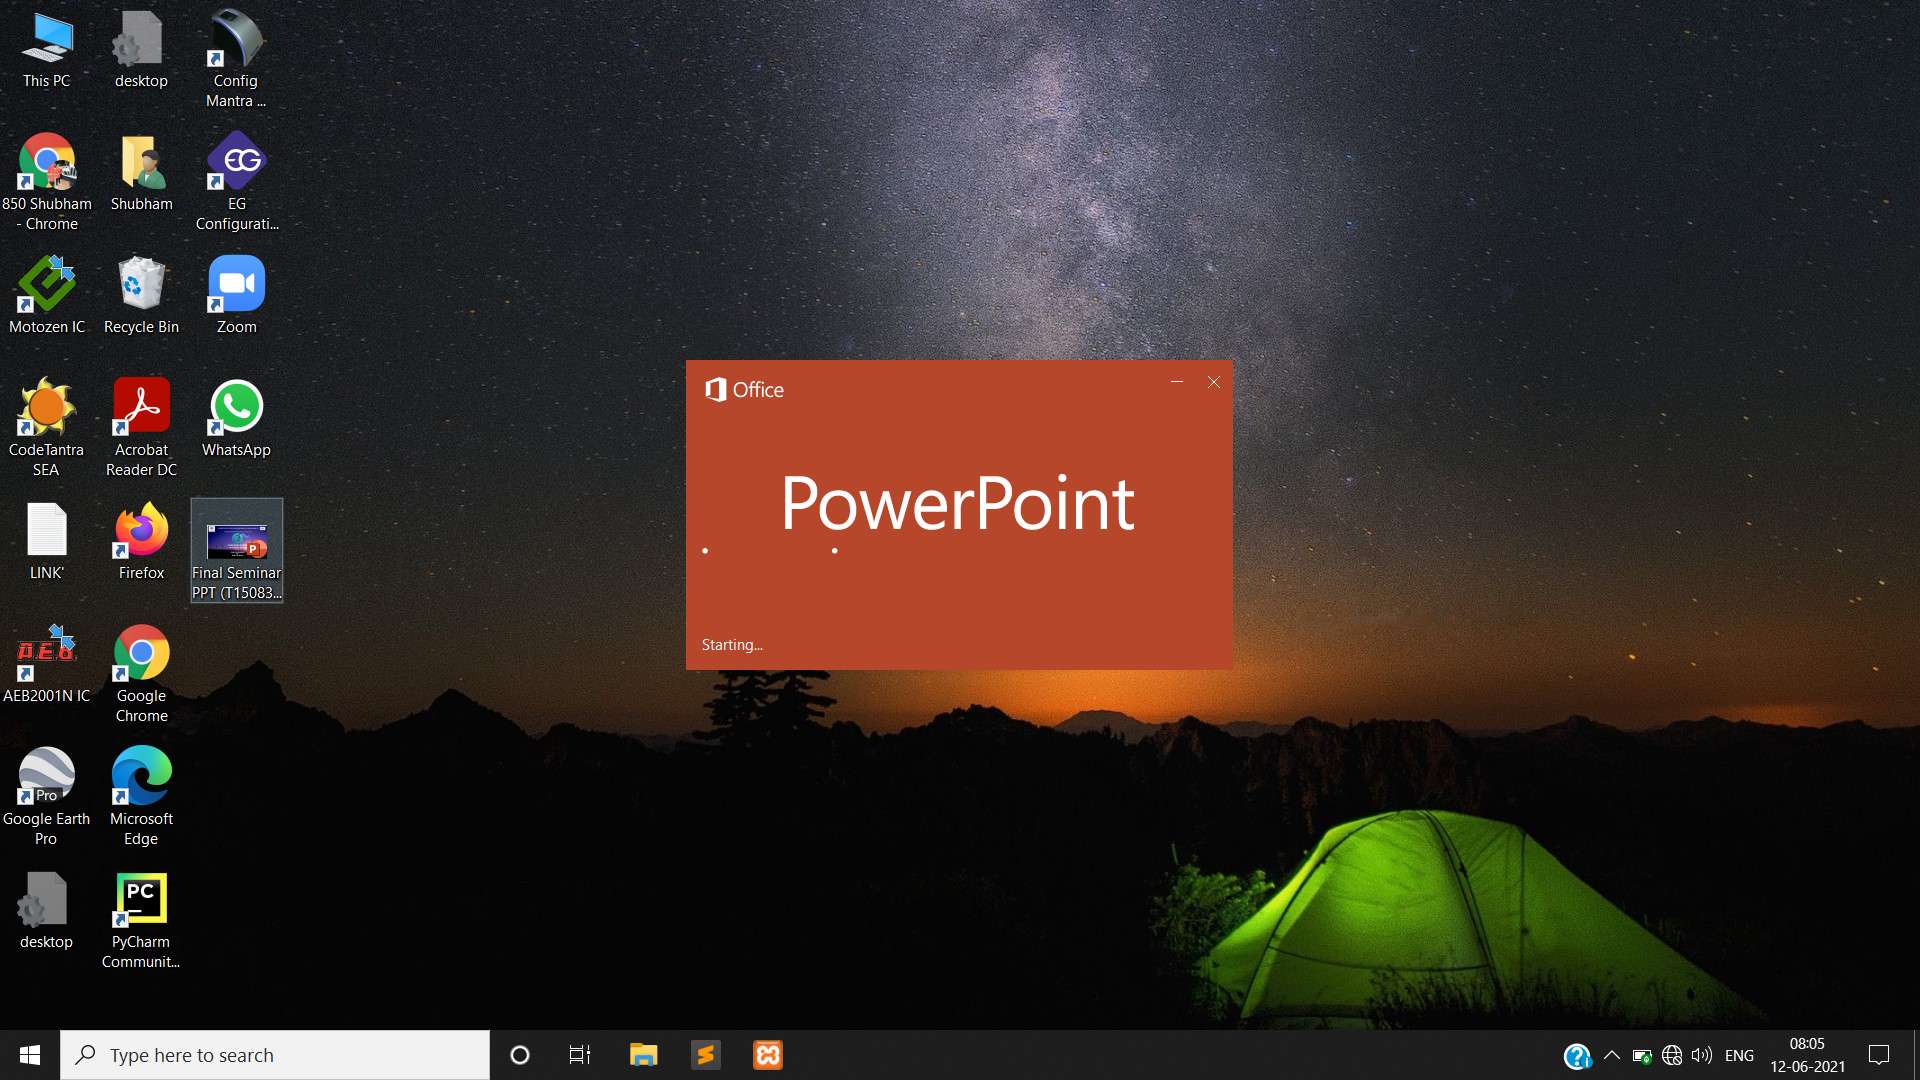 This PC
desktop
Config
Mantra ...
850 Shubham
- Chrome
Shubham
EG
EG
Configurati...
Motozen IC
Recycle Bin
Zoom
CodeTantra
SEA
Acrobat
Reader DC
WhatsApp
LINK'
Firefox
P
Final Seminar
PPT (T15083...
AEB
AEB2001N IC
Google
Chrome
Pro
Google Earth
Pro
Microsoft
Edge
desktop
PC
PyCharm
Communit...
Office
PowerPoint
Starting...
Type here to search
ENG
08:05
12-06-2021